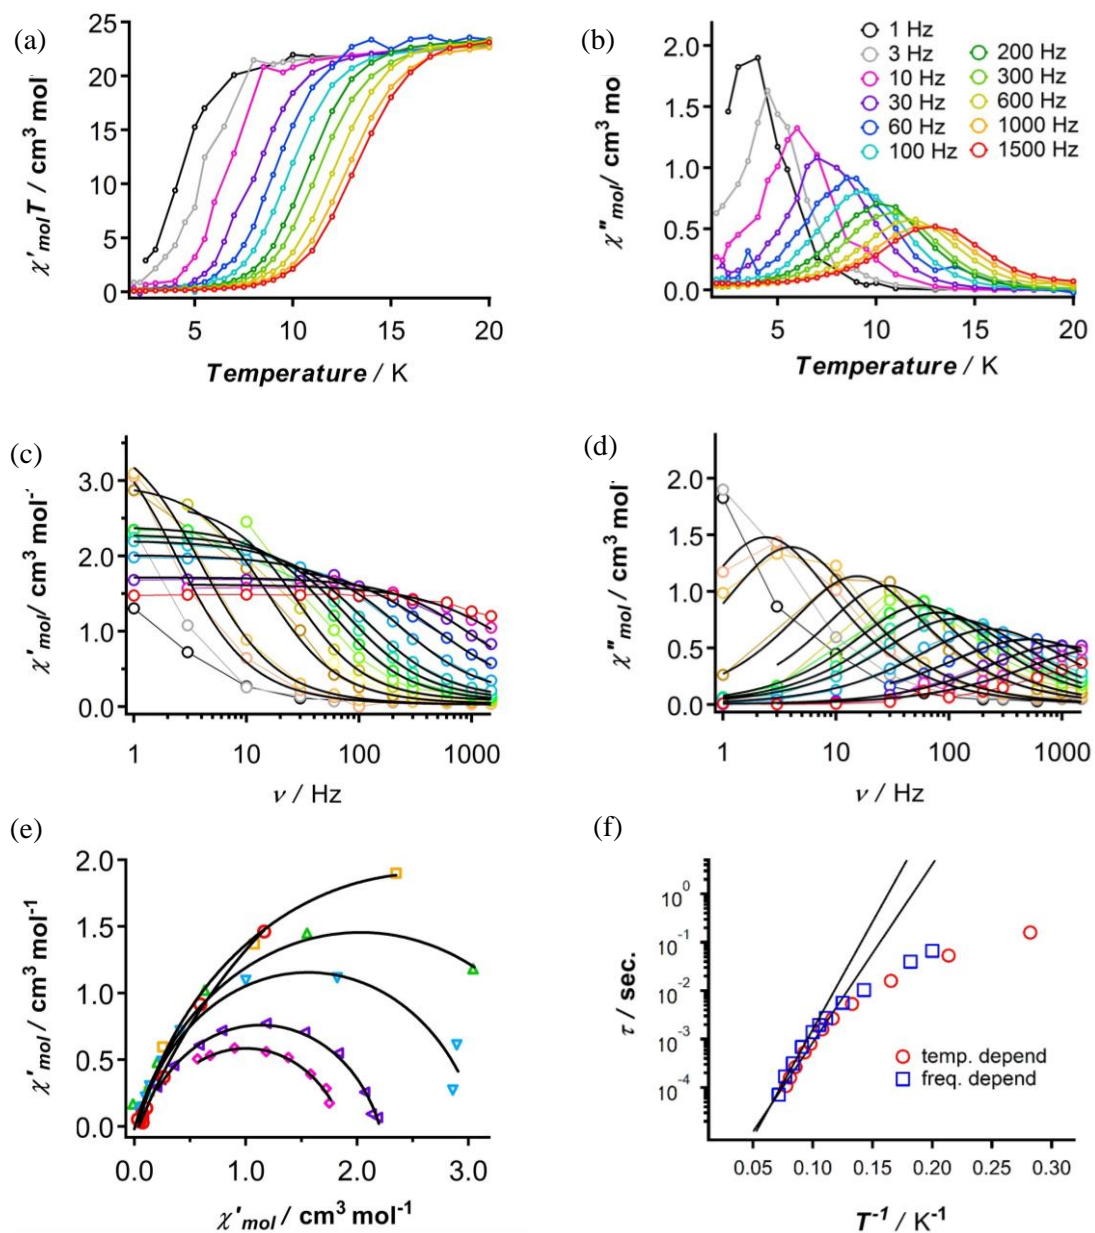 (a)
25
20
15
10
5
0
χ'molT / cm3 mol
5
10
15
20
Temperature / K
(b)
2.0
1.5
1.0
0.5
0.0
χ"mol/ cm3 mo
1 Hz
3 Hz
10 Hz
30 Hz
60 Hz
100 Hz
200 Hz
300 Hz
600 Hz
1000 Hz
1500 Hz
5
10
15
20
Temperature / K
(c)
3.0
2.0
1.0
0.0
χ'mol/ cm3 mol-
1
10
100
1000
ν / Hz
(d)
2.0
1.5
1.0
0.5
0.0
χ"mol / cm3 mol
1
10
100
1000
ν / Hz
(e)
2.0
1.5
1.0
0.5
0.0
χ'mol / cm3 mol-1
0.0
1.0
2.0
3.0
χ'mol / cm3 mol-1
(f)
100
10-1
10-2
10-3
10-4
τ / sec.
temp. depend
freq. depend
0.05
0.10
0.15
0.20
0.25
0.30
T-1 / K-1